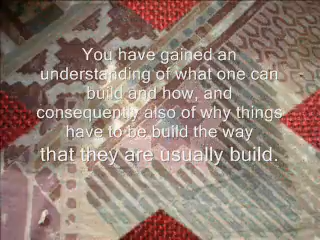 You have gained an
understanding of what one can
build and how, and
consequently also of why things
have to be build the way
that they are usually build.